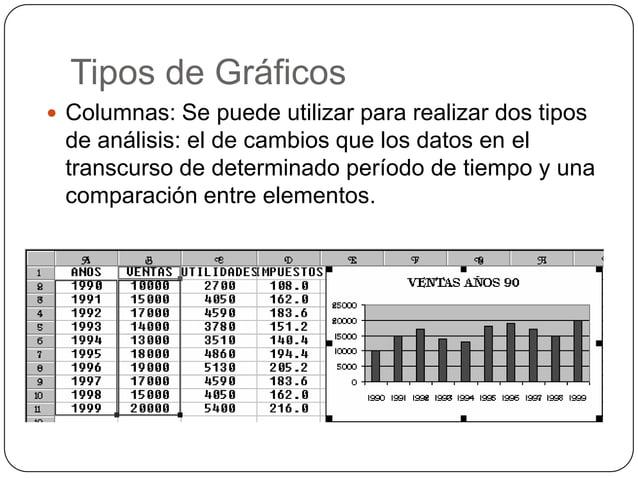 Tipos de Gráficos
Columnas: Se puede utilizar para realizar dos tipos
de análisis: el de cambios que los datos en el
transcurso de determinado período de tiempo y una
comparación entre elementos.
A B C D E F G H
1 AÑOS VENTAS UTILIDADES IMPUESTOS
2 1990 10000 2700 108.0
3 1991 15000 4050 162.0
4 1992 17000 4590 183.6
5 1993 14000 3780 151.2
6 1994 13000 3510 140.4
7 1995 18000 4860 194.4
8 1996 19000 5130 205.2
9 1997 17000 4590 183.6
10 1998 15000 4050 162.0
11 1999 20000 5400 216.0
VENTAS AÑOS 90
25000
20000
15000
10000
5000
0
1990 1991 1992 1993 1994 1995 1996 1997 1998 1999